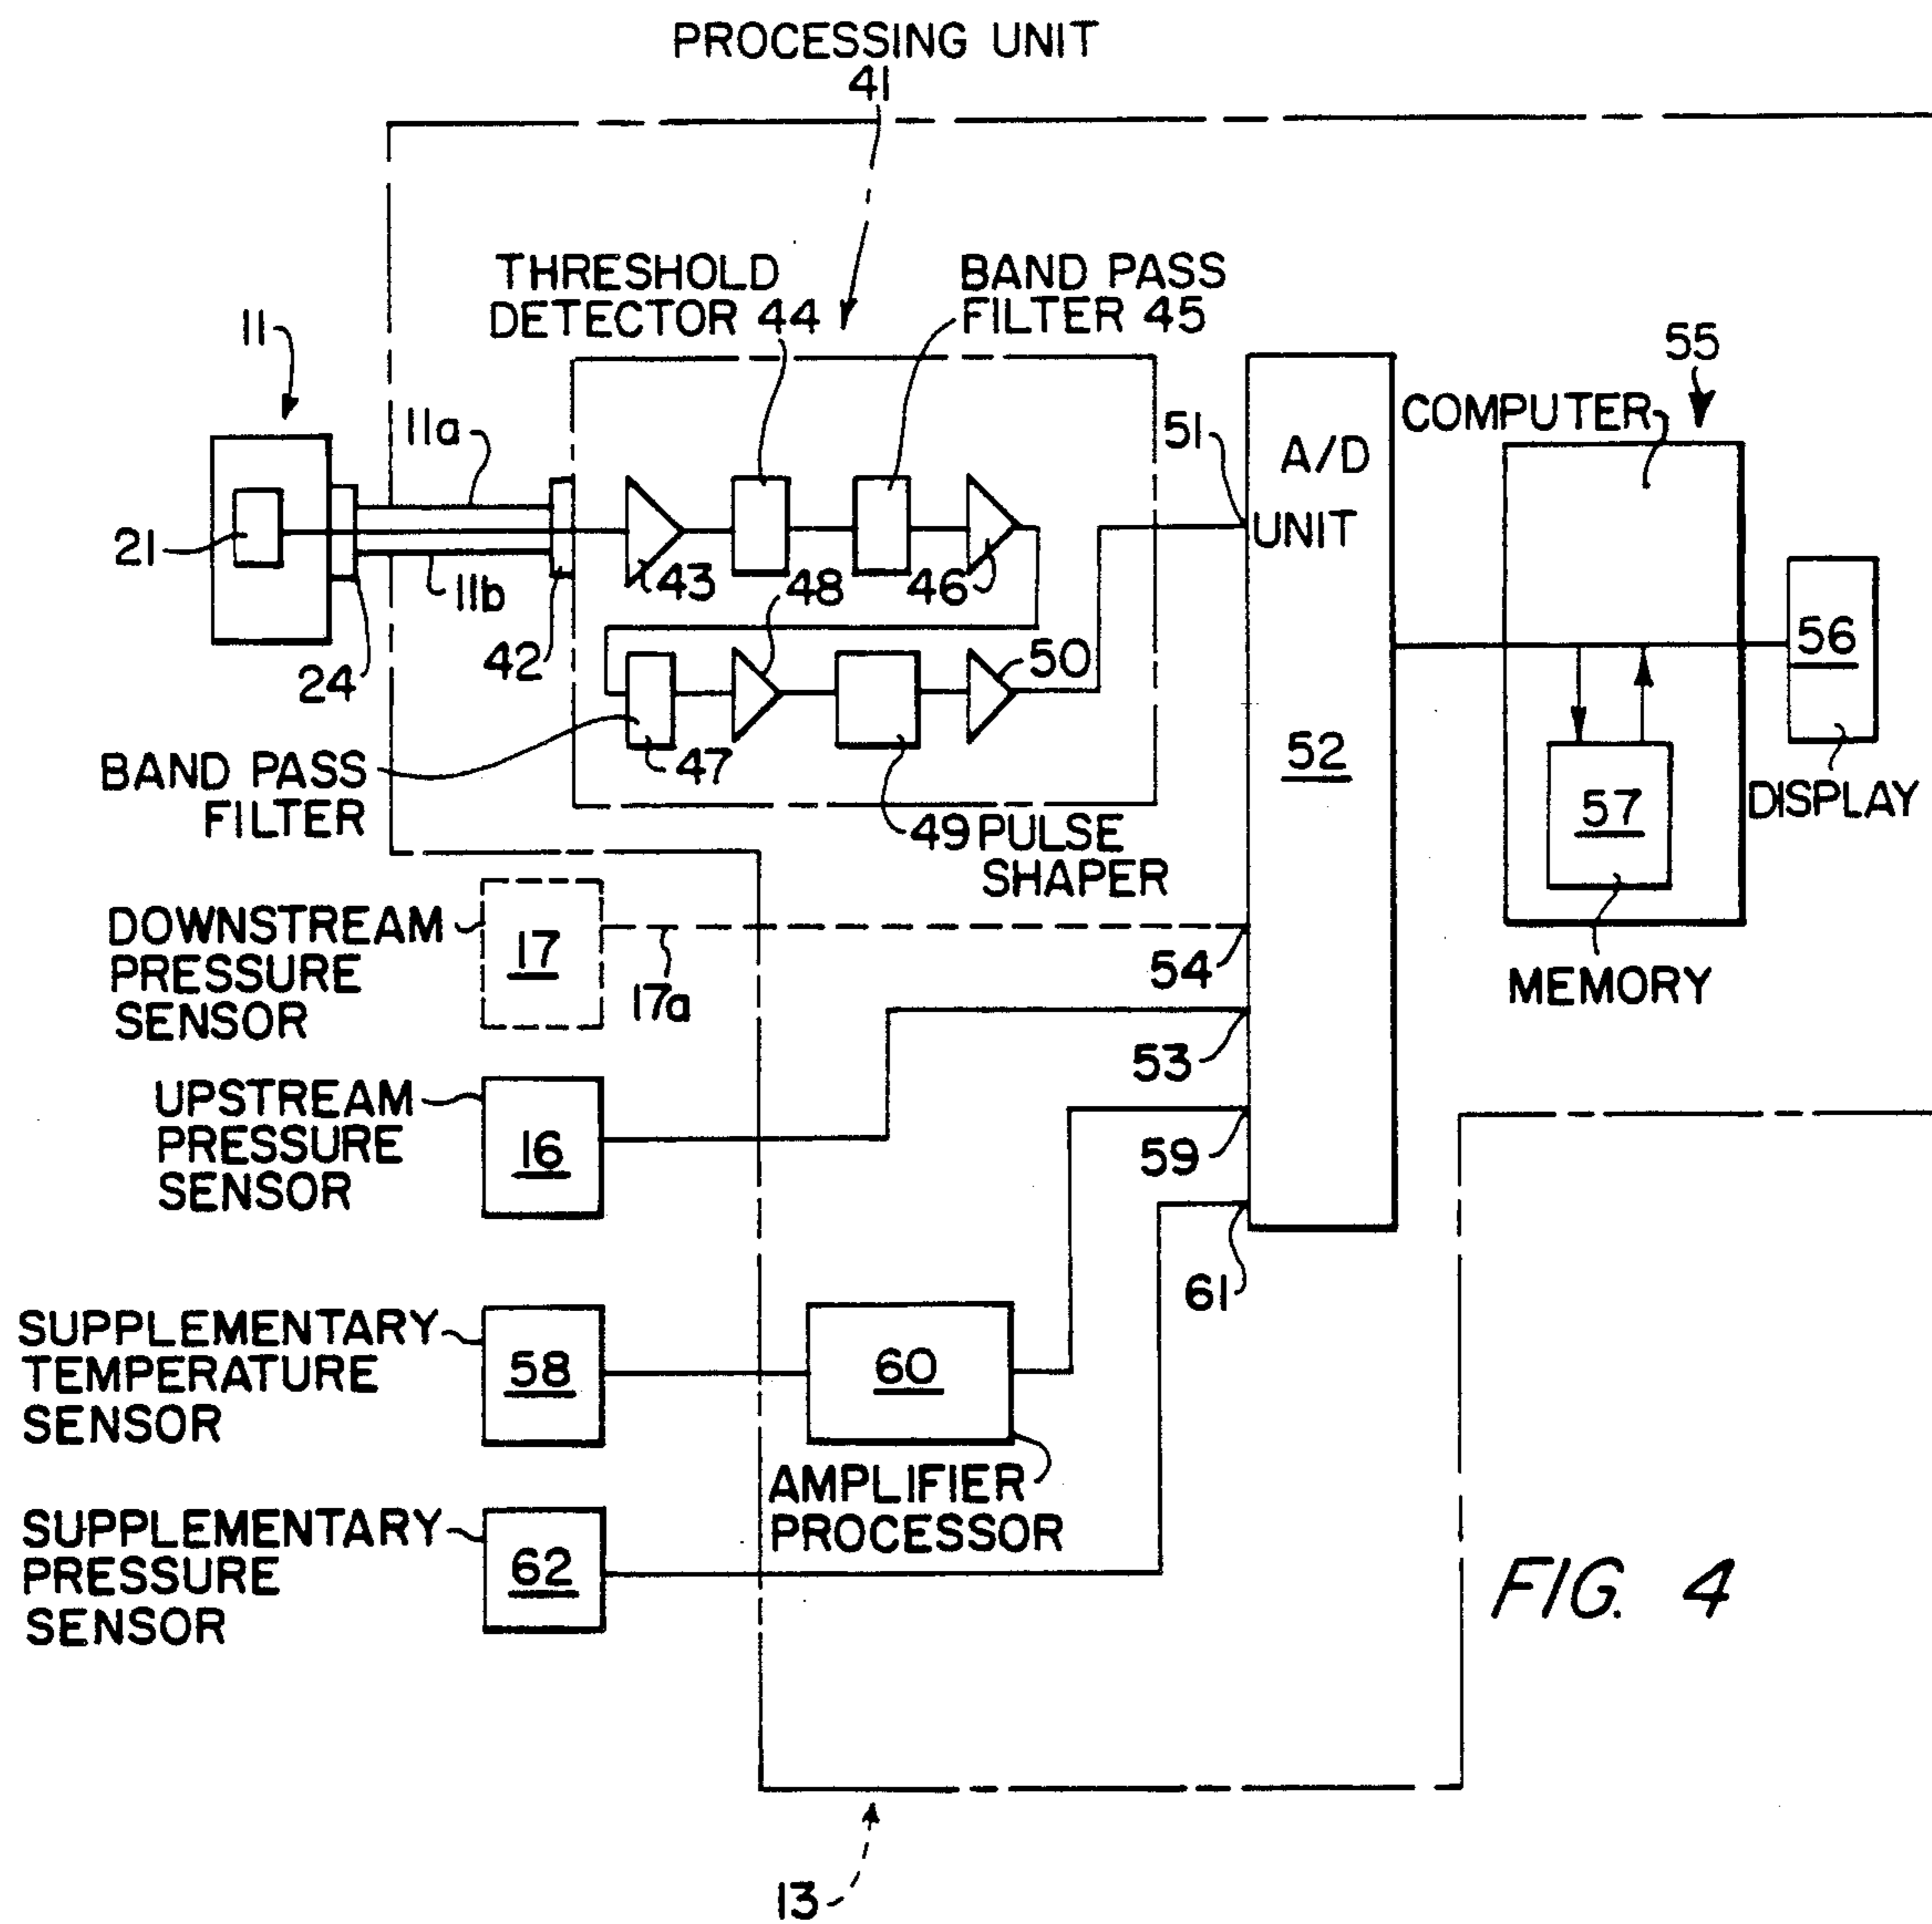 PROCESSING UNIT
41
THRESHOLD
DETECTOR 44
BAND PASS
FILTER 45
11
11a
21
11b
24
42
43
46
48
50
47
BAND PASS
FILTER
49 PULSE
SHAPER
51
A/D
UNIT
52
COMPUTER
55
56
DISPLAY
57
MEMORY
DOWNSTREAM
PRESSURE
SENSOR
17
17a
54
UPSTREAM
PRESSURE
SENSOR
16
53
59
61
SUPPLEMENTARY
TEMPERATURE
SENSOR
58
60
AMPLIFIER
PROCESSOR
SUPPLEMENTARY
PRESSURE
SENSOR
62
FIG. 4
13